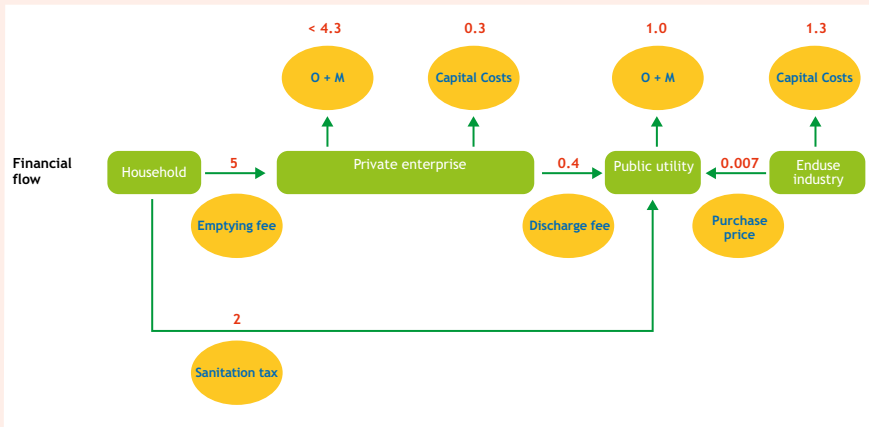 < 4.3
0.3
1.0
1.3
O + M
Capital Costs
O + M
Capital Costs
Financial
flow
Household
5
Private enterprise
0.4
Public utility
0.007
Enduse
industry
Emptying fee
Discharge fee
Purchase
price
2
Sanitation tax